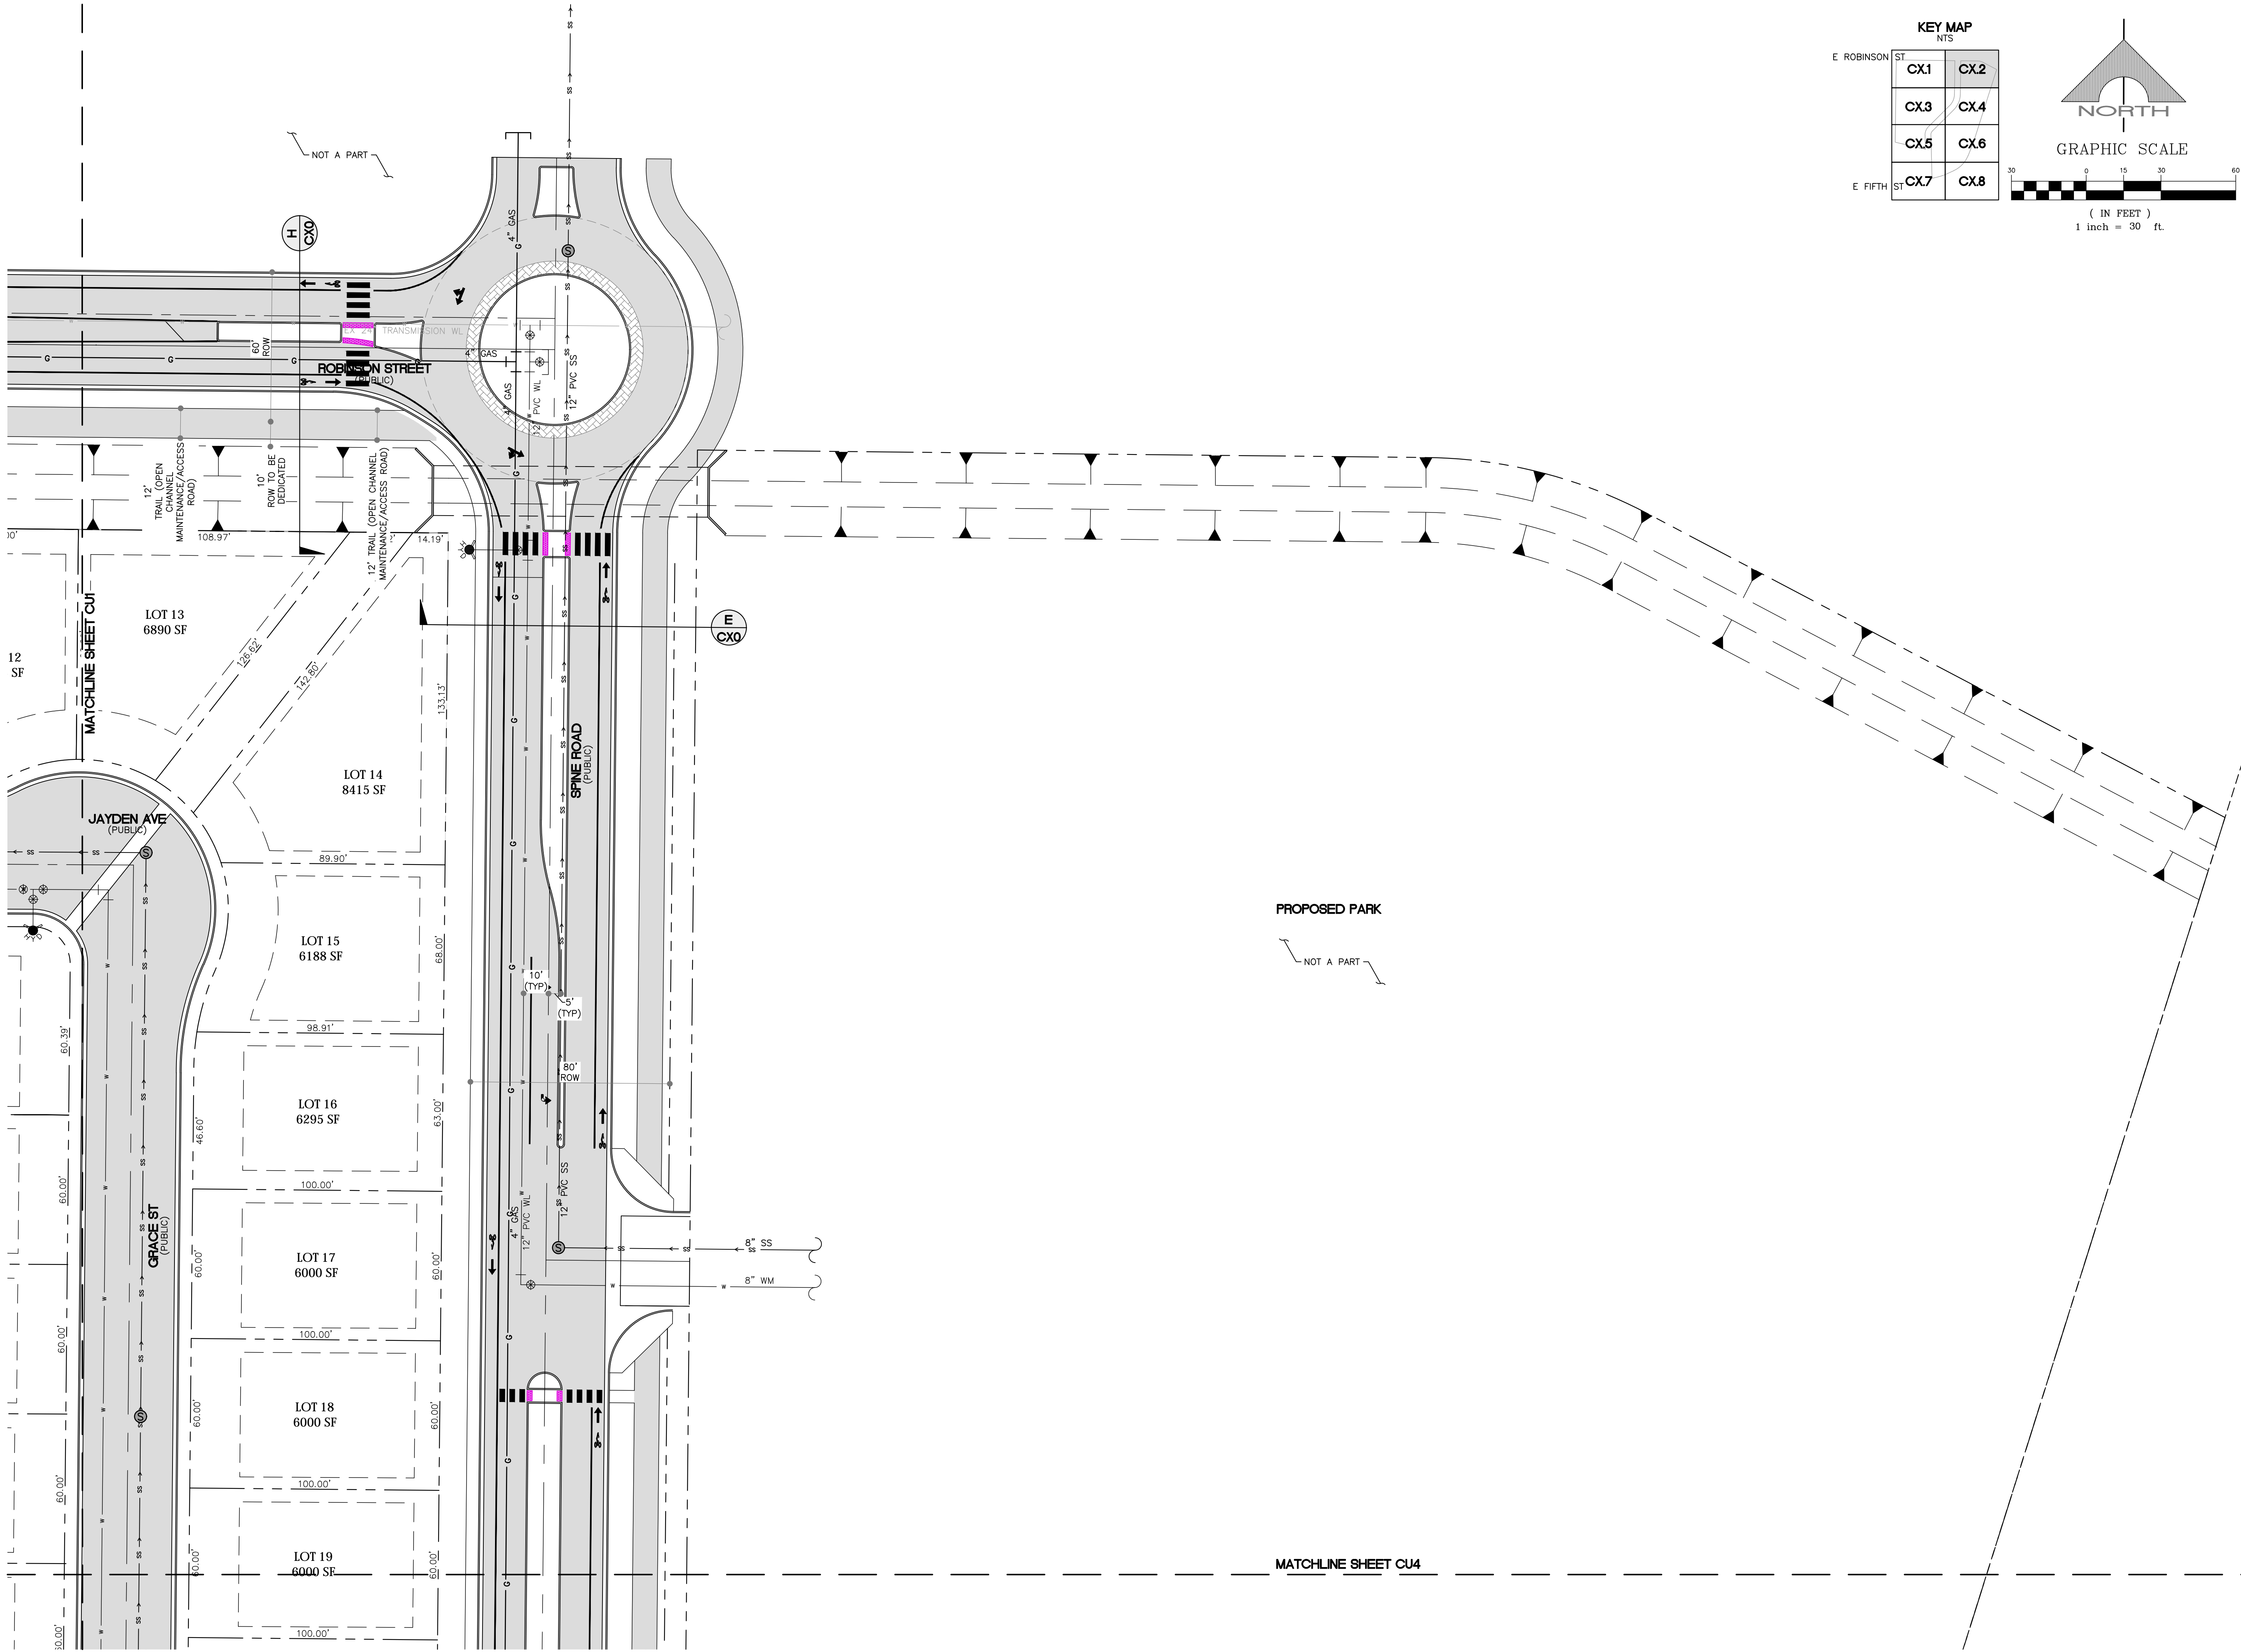 KEY MAP
NTS
E ROBINSON ST
CX.1
CX.2
CX.3
CX.4
CX.5
CX.6
E FIFTH ST
CX.7
CX.8
NORTH
GRAPHIC SCALE
30
0
15
30
60
( IN FEET )
1 inch = 30 ft.
NOT A PART
H
CX0
4" GAS
G
SS
S
EX 24" TRANSMISSION WL
60'
ROW
4" GAS
ROBINSON STREET
(PUBLIC)
4" GAS
12" PVC WL
12" PVC SS
12'
TRAIL (OPEN
CHANNEL
MAINTENANCE/ACCESS
ROAD)
10'
ROW TO BE
DEDICATED
12' TRAIL (OPEN CHANNEL
MAINTENANCE/ACCESS ROAD)
108.97'
14.19'
HYD
MATCHLINE SHEET CU1
LOT 13
6890 SF
12
SF
126.62'
142.80'
133.13'
E
CX0
SPINE ROAD
(PUBLIC)
LOT 14
8415 SF
JAYDEN AVE
(PUBLIC)
S
89.90'
HYD
LOT 15
6188 SF
68.00'
PROPOSED PARK
NOT A PART
10'
(TYP)
5'
(TYP)
98.91'
60.39'
80'
ROW
LOT 16
6295 SF
63.00'
46.60'
100.00'
60.00'
GRACE ST
(PUBLIC)
LOT 17
6000 SF
60.00'
60.00'
4" GAS
12" PVC WL
12" PVC SS
S
8" SS
8" WM
W
60.00'
100.00'
LOT 18
6000 SF
60.00'
60.00'
S
60.00'
100.00'
LOT 19
6000 SF
60.00'
60.00'
MATCHLINE SHEET CU4
100.00'